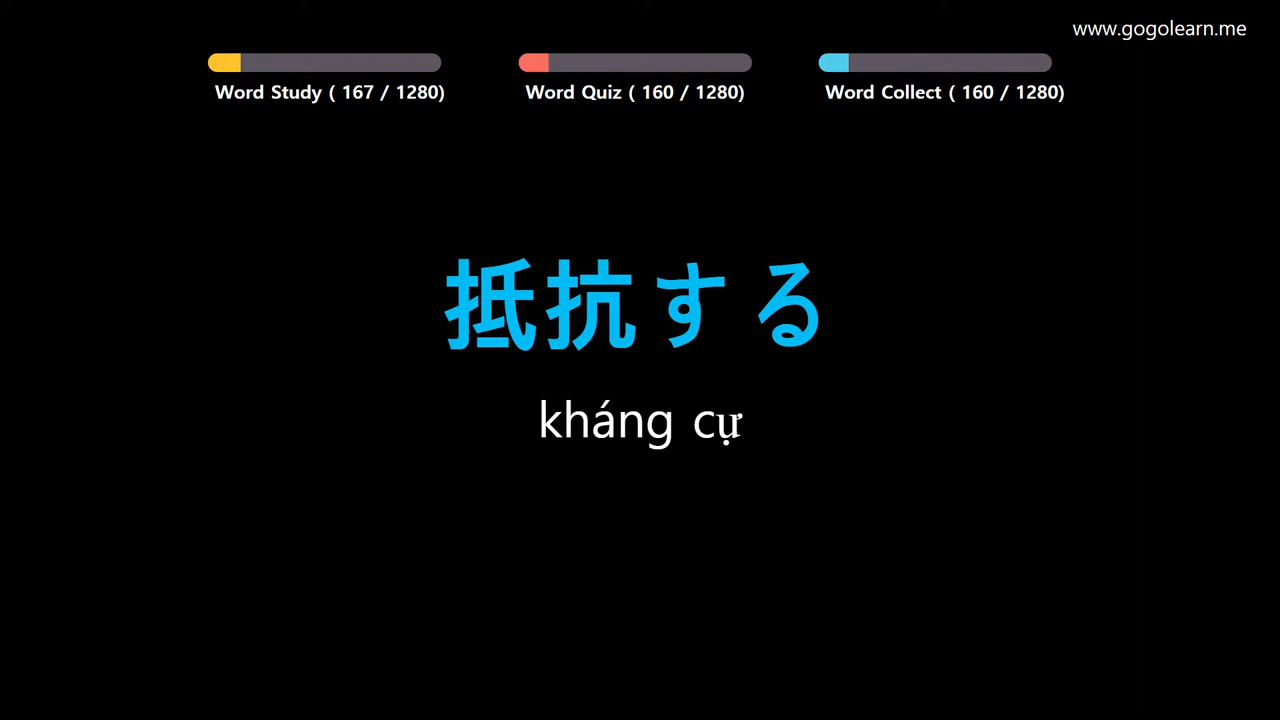 www.gogolearn.me
Word Study ( 167 / 1280)
Word Quiz ( 160 / 1280)
Word Collect ( 160 / 1280)
抵抗する
kháng cự